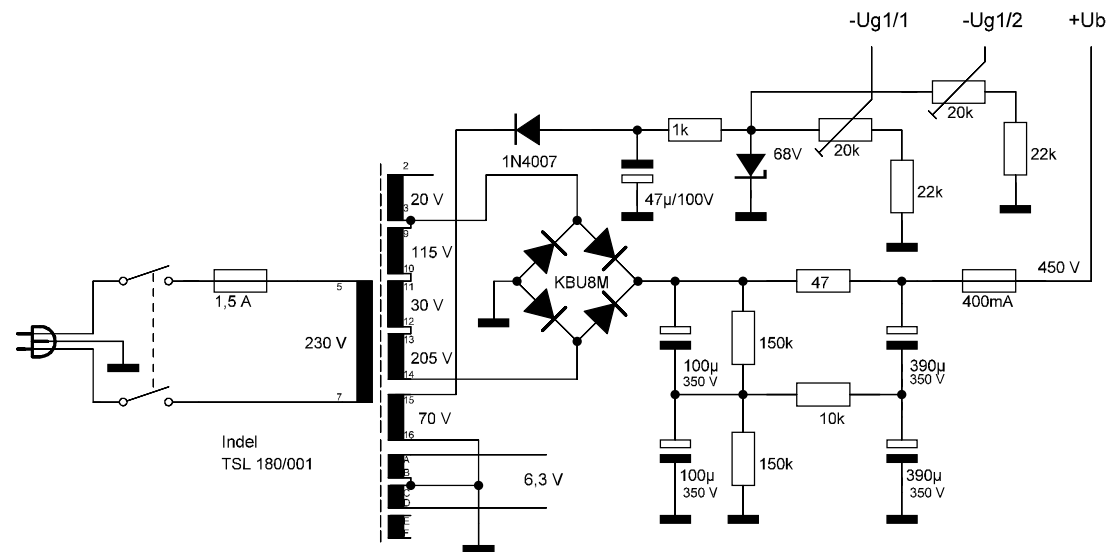 -Ug1/1
-Ug1/2
+Ub
20k
1k
1N4007
68V
20k
22k
47µ/100V
22k
2
20 V
3
9
115 V
10
11
30 V
12
13
205 V
14
15
70 V
16
A
B
C
D
E
F
6,3 V
KBU8M
1,5 A
5
230 V
7
Indel
TSL 180/001
47
450 V
400mA
100µ
350 V
150k
390µ
350 V
10k
100µ
350 V
150k
390µ
350 V